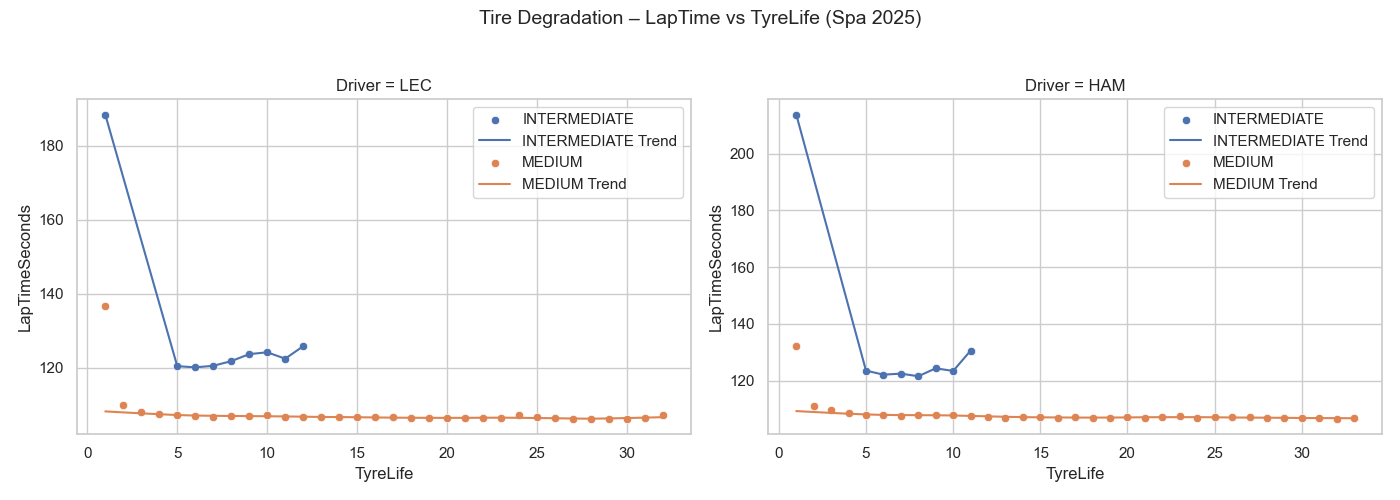 Tire Degradation – LapTime vs TyreLife (Spa 2025)
Driver = LEC
INTERMEDIATE
INTERMEDIATE Trend
MEDIUM
MEDIUM Trend
LapTimeSeconds
180
160
140
120
0 5 10 15 20 25 30
TyreLife
Driver = HAM
INTERMEDIATE
INTERMEDIATE Trend
MEDIUM
MEDIUM Trend
LapTimeSeconds
200
180
160
140
120
0 5 10 15 20 25 30
TyreLife